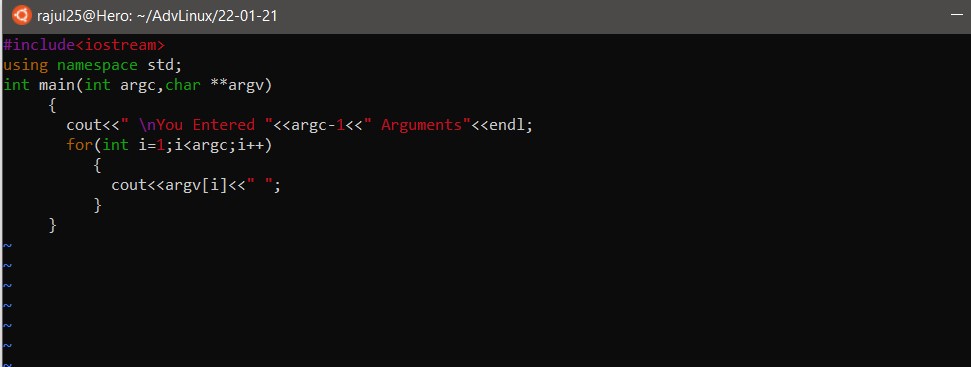 rajul25@Hero: ~/AdvLinux/22-01-21
#include<iostream>
using namespace std;
int main(int argc,char **argv)
{
cout<<" \nYou Entered "<<argc-1<<" Arguments"<<endl;
for(int i=1;i<argc;i++)
{
cout<<argv[i]<<" ";
}
}
~
~
~
~
~
~
~